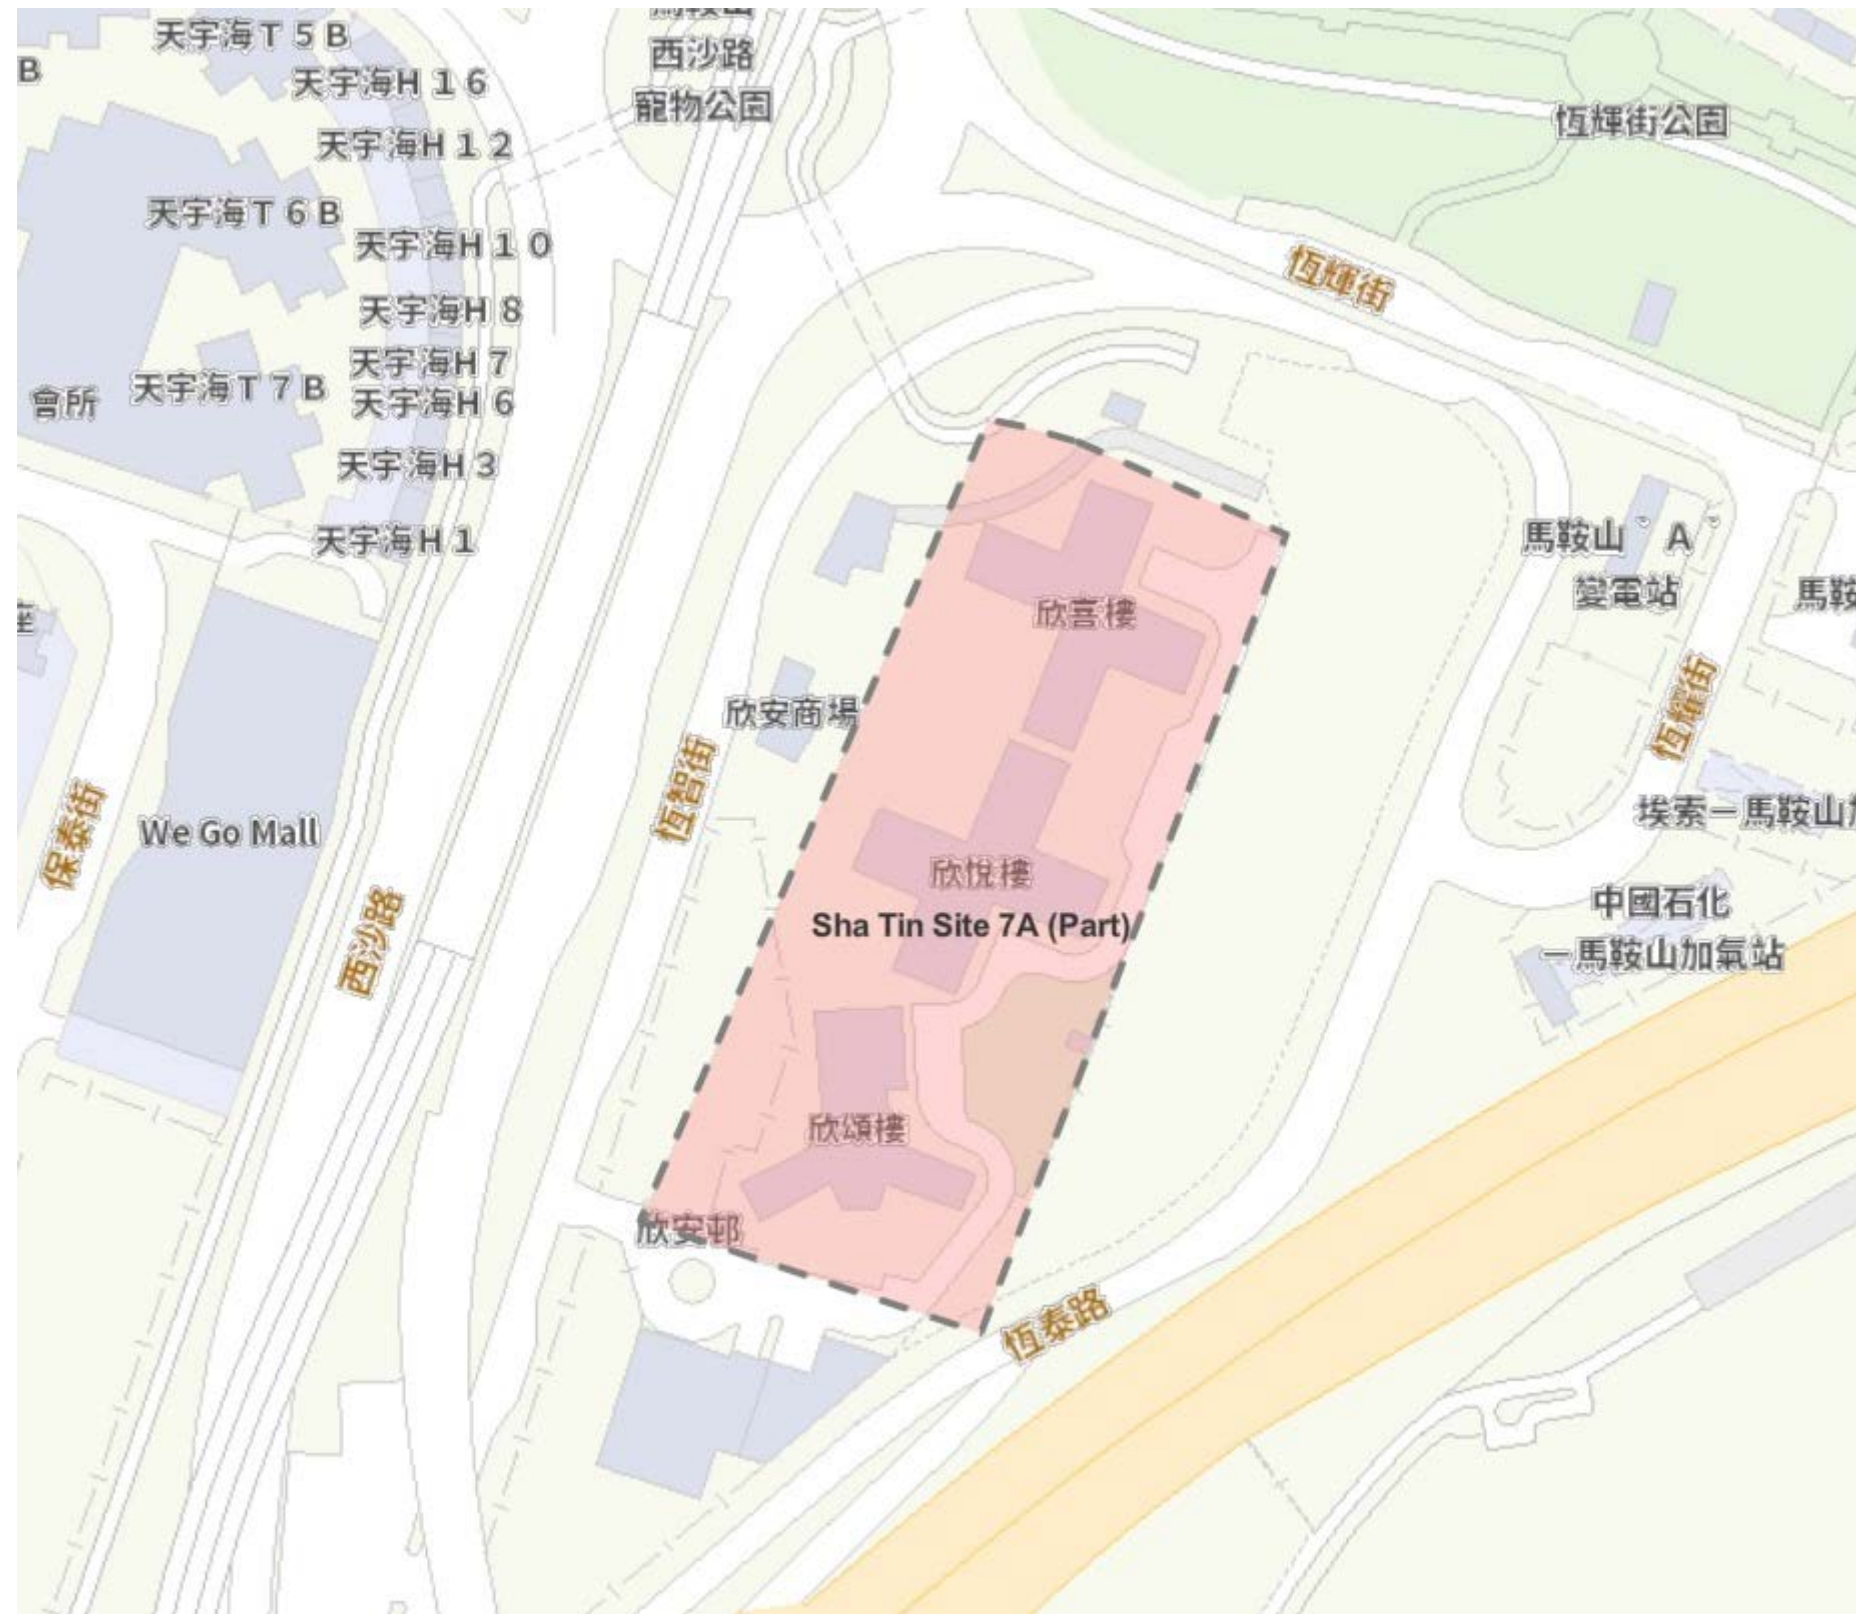 天宇海T 5 B
馬鞍山
西沙路
寵物公園
B
天宇海H 1 6
恆輝街公園
天宇海H 1 2
天宇海T 6 B
天宇海H 1 0
恆輝街
天宇海H 8
天宇海H 7
天宇海T 7 B
天宇海H 6
會所
天宇海H 3
天宇海H 1
馬鞍山“A”
變電站
馬鞍
座
欣喜樓
恆耀街
欣安商場
恆智街
We Go Mall
保泰街
埃索－馬鞍山加
欣悅樓
Sha Tin Site 7A (Part)
中國石化
－馬鞍山加氣站
西沙路
欣頌樓
欣安邨
恆泰路